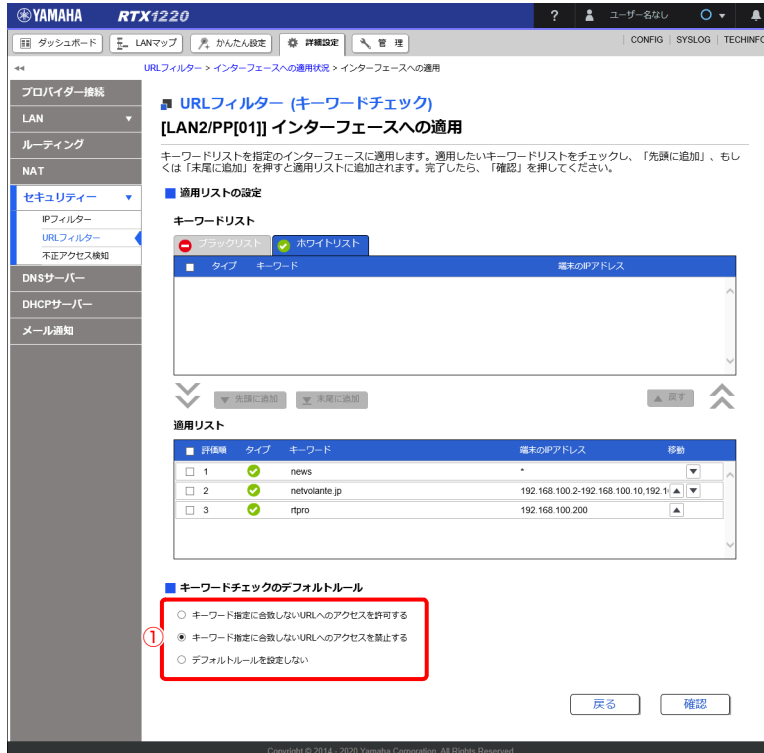 YAMAHA RTX1220 ? ユーザー名なし
ダッシュボード LANマップ かんたん設定 詳細設定 管 理 CONFIG SYSLOG TECHINFO
URLフィルター > インターフェースへの適用状況 > インターフェースへの適用
プロバイダー接続
LAN
ルーティング
NAT
セキュリティー
IPフィルター
URLフィルター
不正アクセス検知
DNSサーバー
DHCPサーバー
メール通知
URLフィルター (キーワードチェック)
[LAN2/PP[01]] インターフェースへの適用
キーワードリストを指定のインターフェースに適用します。適用したいキーワードリストをチェックし、「先頭に追加」、もし
くは「末尾に追加」を押すと適用リストに追加されます。完了したら、「確認」を押してください。
適用リストの設定
キーワードリスト
ブラックリスト ホワイトリスト
タイプ キーワード 端末のIPアドレス
先頭に追加 末尾に追加 戻す
適用リスト
評価順 タイプ キーワード 端末のIPアドレス 移動
1 news *
2 netvolante.jp 192.168.100.2-192.168.100.10,192.1
3 rtpro 192.168.100.200
キーワードチェックのデフォルトルール
キーワード指定に合致しないURLへのアクセスを許可する
① キーワード指定に合致しないURLへのアクセスを禁止する
デフォルトルールを設定しない
戻る 確認
Copyright © 2014 - 2020 Yamaha Corporation. All Rights Reserved.